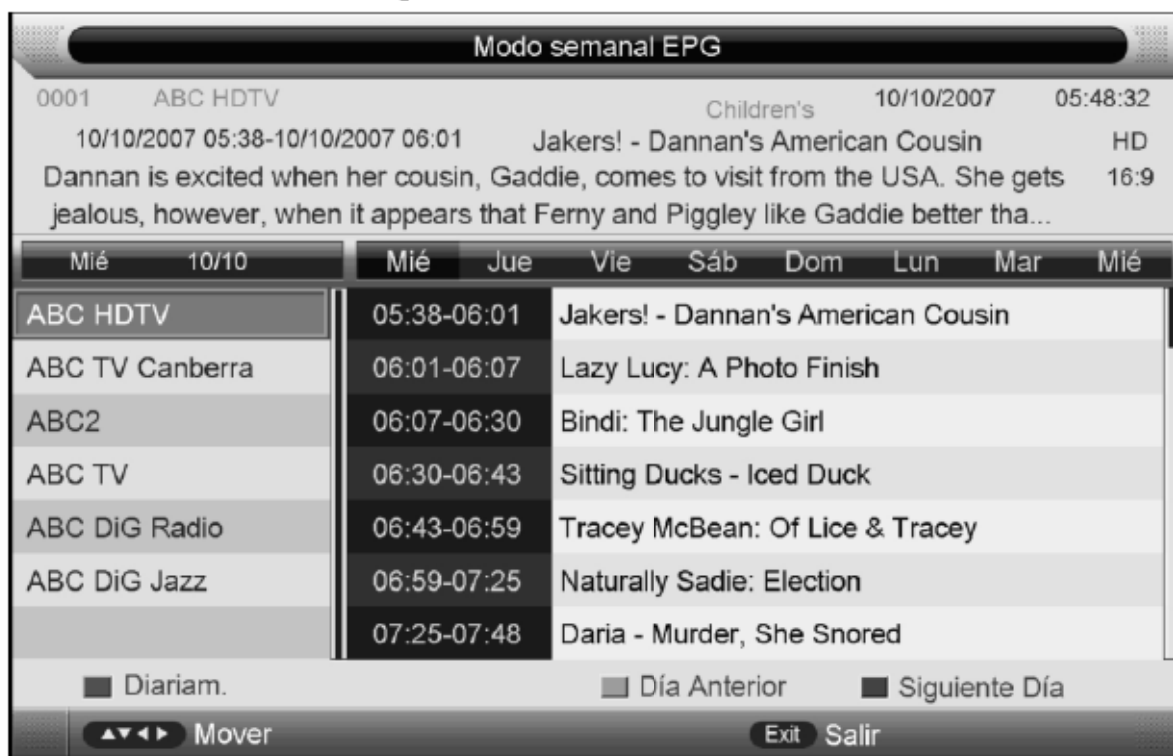 Modo semanal EPG
0001 ABC HDTV Children's 10/10/2007 05:48:32
10/10/2007 05:38-10/10/2007 06:01 Jakers! - Dannan's American Cousin HD
Dannan is excited when her cousin, Gaddie, comes to visit from the USA. She gets 16:9
jealous, however, when it appears that Ferny and Piggley like Gaddie better tha...
Mié 10/10 Mié Jue Vie Sáb Dom Lun Mar Mié
ABC HDTV 05:38-06:01 Jakers! - Dannan's American Cousin
ABC TV Canberra 06:01-06:07 Lazy Lucy: A Photo Finish
ABC2 06:07-06:30 Bindi: The Jungle Girl
ABC TV 06:30-06:43 Sitting Ducks - Iced Duck
ABC DiG Radio 06:43-06:59 Tracey McBean: Of Lice & Tracey
ABC DiG Jazz 06:59-07:25 Naturally Sadie: Election
07:25-07:48 Daria - Murder, She Snored
Diariam. Día Anterior Siguiente Día
Mover Exit Salir